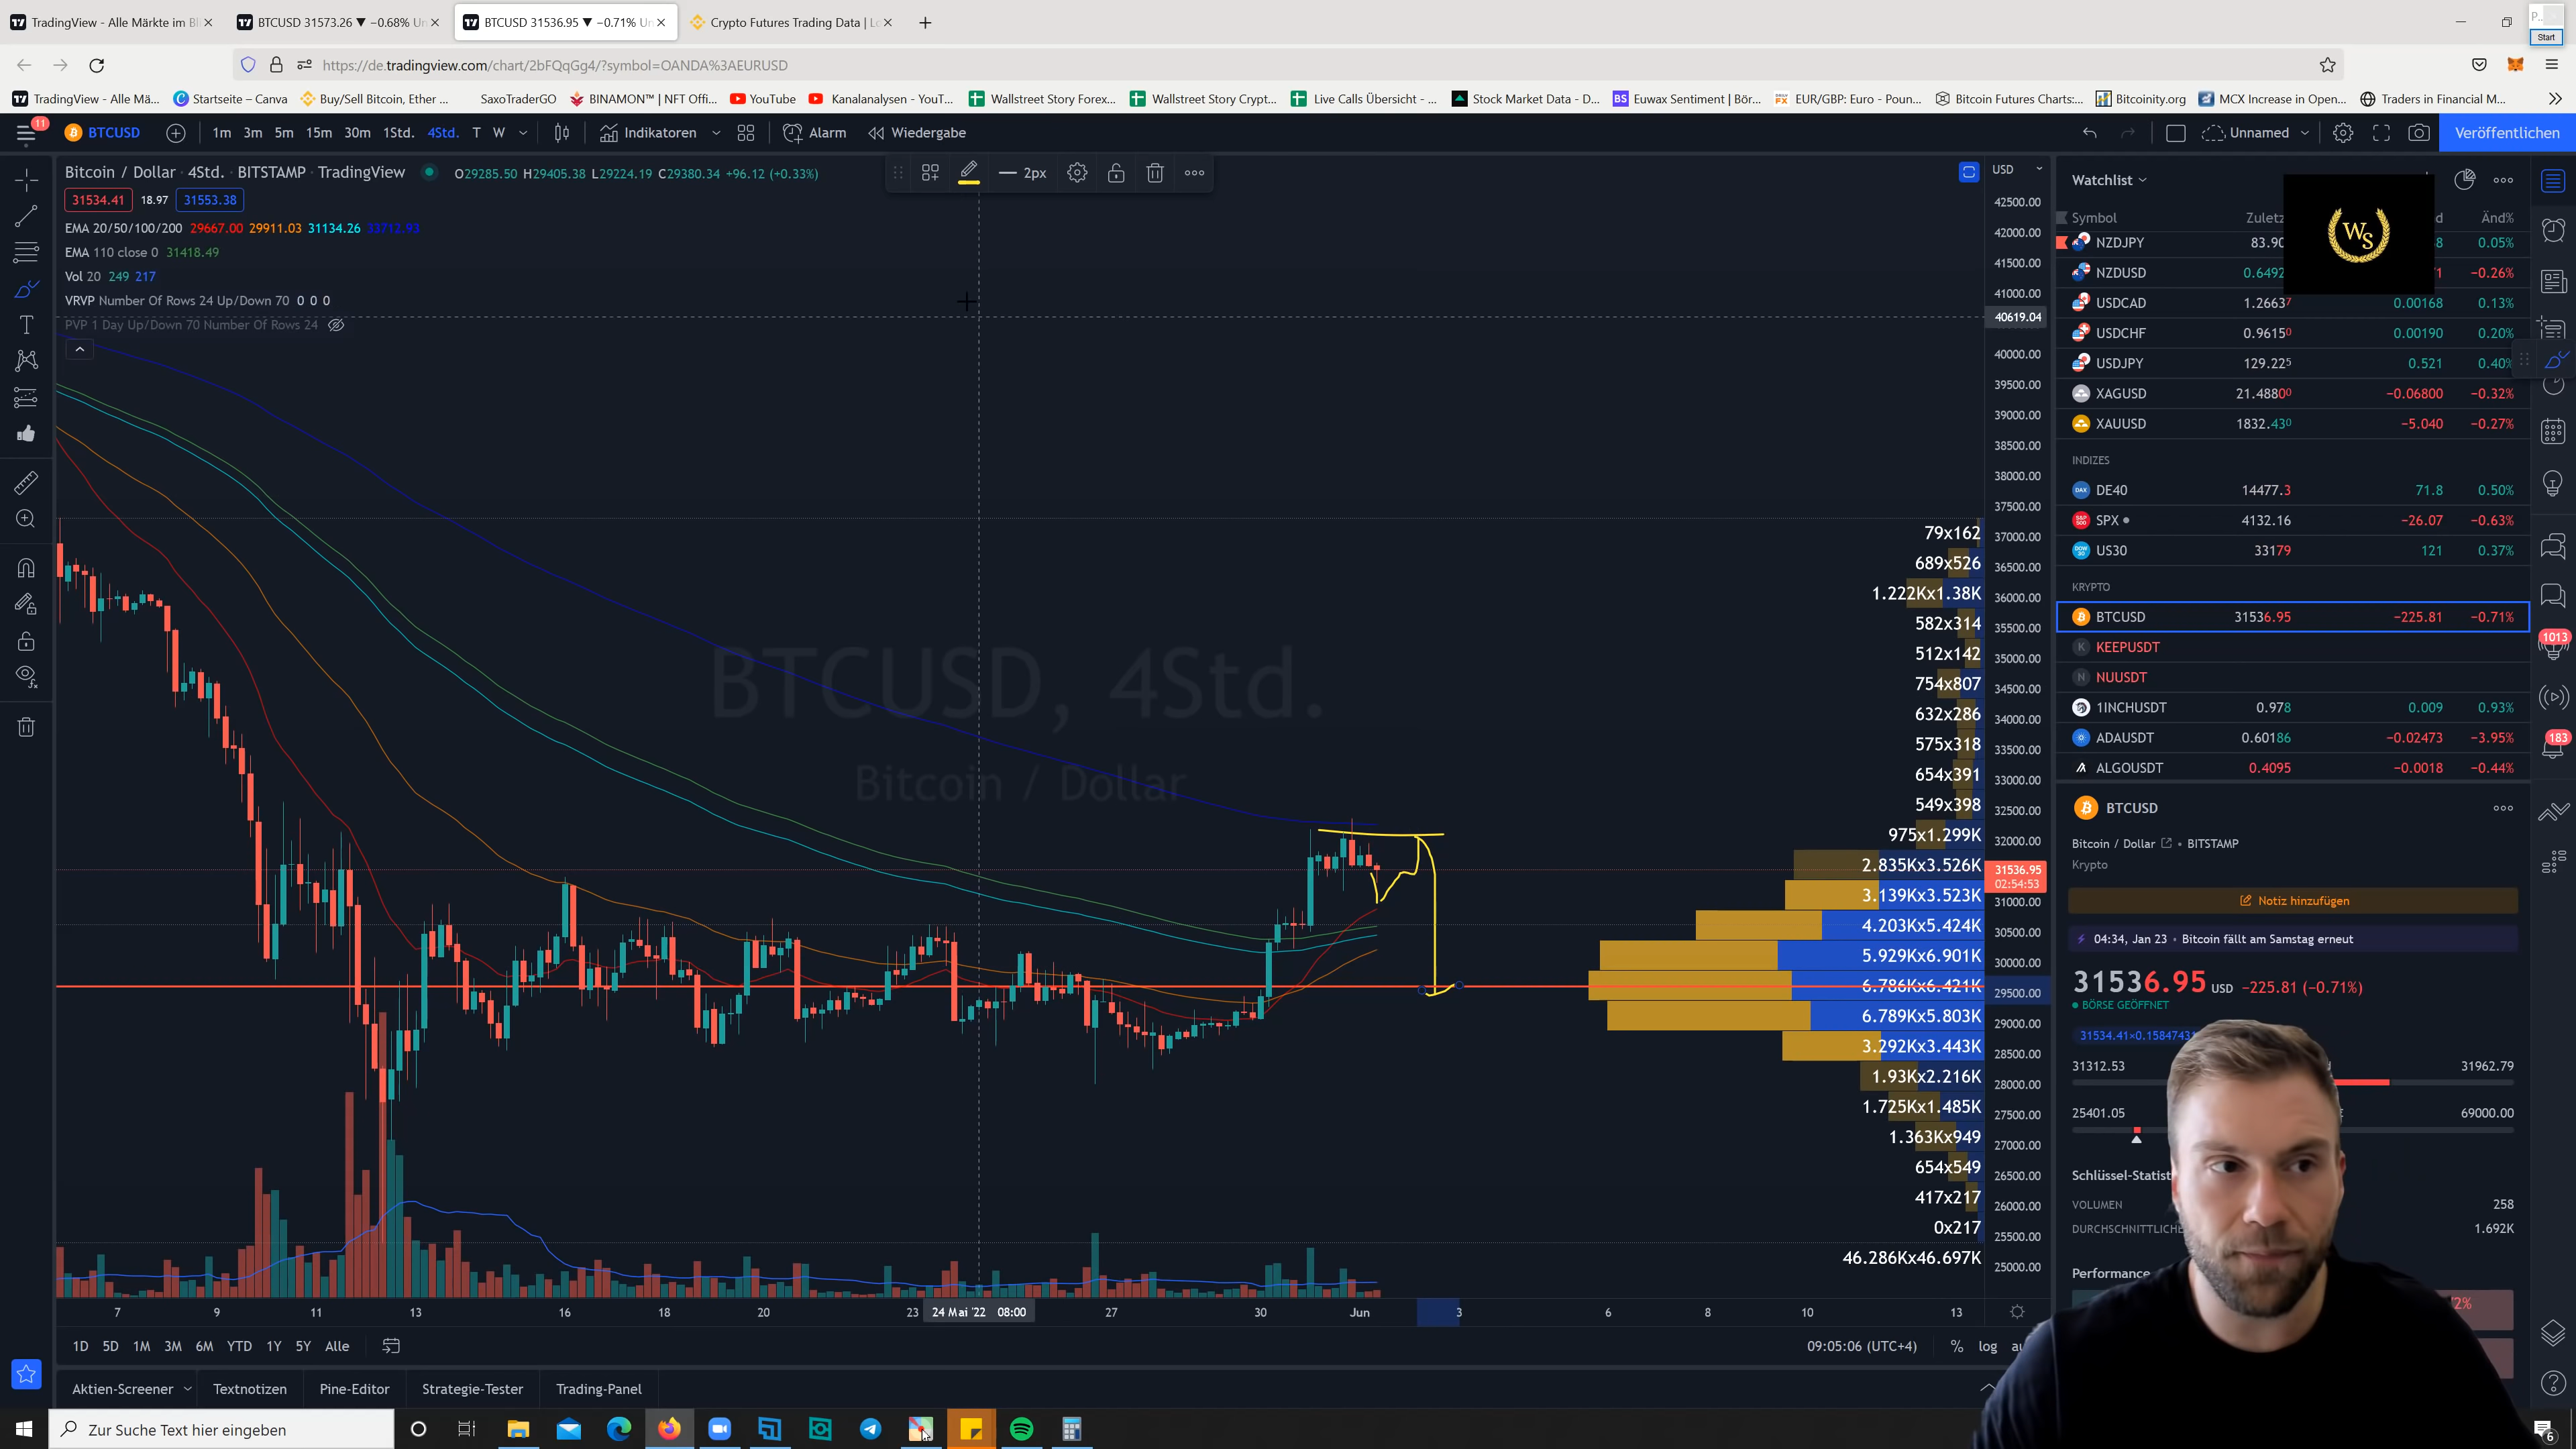 TradingView - Alle Märkte im Bl
BTCUSD 31573.26 ▼ −0.68% Un
BTCUSD 31536.95 ▼ −0.71% Un
Crypto Futures Trading Data | Lo
Start
https://de.tradingview.com/chart/2bFQqGg4/?symbol=OANDA%3AEURUSD
TradingView - Alle Mä...
Startseite – Canva
Buy/Sell Bitcoin, Ether ...
SaxoTraderGO
BINAMON™ | NFT Offi...
YouTube
Kanalanalysen - YouT...
Wallstreet Story Forex...
Wallstreet Story Crypt...
Live Calls Übersicht - ...
Stock Market Data - D...
Euwax Sentiment | Bör...
EUR/GBP: Euro - Poun...
Bitcoin Futures Charts:...
Bitcoinity.org
MCX Increase in Open...
Traders in Financial M...
11
BTCUSD
1m 3m 5m 15m 30m 1Std. 4Std. T W
Indikatoren
Alarm
Wiedergabe
Unnamed
Veröffentlichen
Bitcoin / Dollar · 4Std. · BITSTAMP · TradingView
O29285.50 H29405.38 L29224.19 C29380.34 +96.12 (+0.33%)
2px
31534.41 18.97 31553.38
EMA 20/50/100/200 29667.00 29911.03 31134.26 33712.93
EMA 110 close 0 31418.49
Vol 20 249 217
VRVP Number Of Rows 24 Up/Down 70 0 0 0
PVP 1 Day Up/Down 70 Number Of Rows 24
BTCUSD, 4Std.
Bitcoin / Dollar
79x162
689x526
1.222Kx1.38K
582x314
512x142
754x807
632x286
575x318
654x391
549x398
975x1.299K
2.835Kx3.526K
3.139Kx3.523K
4.203Kx5.424K
5.929Kx6.901K
6.786Kx6.421K
6.789Kx5.803K
3.292Kx3.443K
1.93Kx2.216K
1.725Kx1.485K
1.363Kx949
654x549
417x217
0x217
46.286Kx46.697K
USD
42500.00
42000.00
41500.00
41000.00
40619.04
40000.00
39500.00
39000.00
38500.00
38000.00
37500.00
37000.00
36500.00
36000.00
35500.00
35000.00
34500.00
34000.00
33500.00
33000.00
32500.00
32000.00
31536.95
02:54:53
31000.00
30500.00
30000.00
29500.00
29000.00
28500.00
28000.00
27500.00
27000.00
26500.00
26000.00
25500.00
25000.00
7 9 11 13 16 18 20 23 24 Mai '22 08:00 27 30 Jun 3 6 8 10 13
1D 5D 1M 3M 6M YTD 1Y 5Y Alle
09:05:06 (UTC+4)
% log
Aktien-Screener
Textnotizen
Pine-Editor
Strategie-Tester
Trading-Panel
Watchlist
WS
Symbol Zuletz Änd%
NZDJPY 83.90 8 0.05%
NZDUSD 0.6492 1 −0.26%
USDCAD 1.26637 0.00168 0.13%
USDCHF 0.96150 0.00190 0.20%
USDJPY 129.225 0.521 0.40%
XAGUSD 21.48800 −0.06800 −0.32%
XAUUSD 1832.430 −5.040 −0.27%
INDIZES
DE40 14477.3 71.8 0.50%
SPX 4132.16 −26.07 −0.63%
US30 33179 121 0.37%
KRYPTO
BTCUSD 31536.95 −225.81 −0.71%
KEEPUSDT
NUUSDT
1INCHUSDT 0.978 0.009 0.93%
ADAUSDT 0.60186 −0.02473 −3.95%
ALGOUSDT 0.4095 −0.0018 −0.44%
1013
183
BTCUSD
Bitcoin / Dollar • BITSTAMP
Krypto
Notiz hinzufügen
04:34, Jan 23 • Bitcoin fällt am Samstag erneut
31536.95 USD −225.81 (−0.71%)
BÖRSE GEÖFFNET
31312.53 31962.79
25401.05 69000.00
Schlüssel-Statist
VOLUMEN 258
DURCHSCHNITTLICHE 1.692K
Performance
Zur Suche Text hier eingeben
6